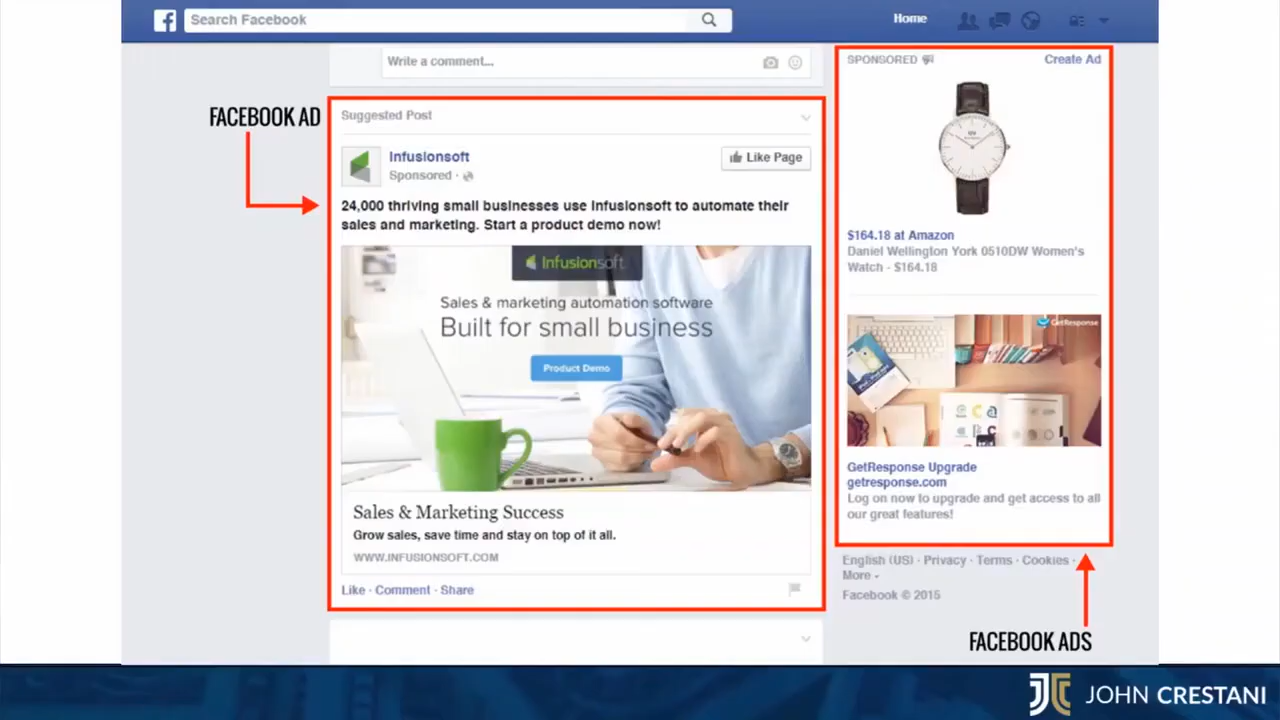 Search Facebook
Home
Write a comment...
FACEBOOK AD
Suggested Post
Infusionsoft
Sponsored ·
Like Page
24,000 thriving small businesses use Infusionsoft to automate their
sales and marketing. Start a product demo now!
Infusionsoft
Sales & marketing automation software
Built for small business
Product Demo
Sales & Marketing Success
Grow sales, save time and stay on top of it all.
WWW.INFUSIONSOFT.COM
Like · Comment · Share
SPONSORED
Create Ad
$164.18 at Amazon
Daniel Wellington York 0510DW Women's
Watch - $164.18
GetResponse
GetResponse Upgrade
getresponse.com
Log on now to upgrade and get access to all
our great features!
English (US) · Privacy · Terms · Cookies ·
More
Facebook © 2015
FACEBOOK ADS
JOHN CRESTANI